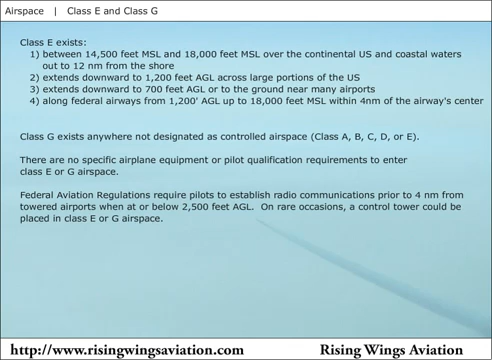 Airspace | Class E and Class G
Class E exists:
1) between 14,500 feet MSL and 18,000 feet MSL over the continental US and coastal waters
out to 12 nm from the shore
2) extends downward to 1,200 feet AGL across large portions of the US
3) extends downward to 700 feet AGL or to the ground near many airports
4) along federal airways from 1,200' AGL up to 18,000 feet MSL within 4nm of the airway's center
Class G exists anywhere not designated as controlled airspace (Class A, B, C, D, or E).
There are no specific airplane equipment or pilot qualification requirements to enter
class E or G airspace.
Federal Aviation Regulations require pilots to establish radio communications prior to 4 nm from
towered airports when at or below 2,500 feet AGL. On rare occasions, a control tower could be
placed in class E or G airspace.
http://www.risingwingsaviation.com Rising Wings Aviation